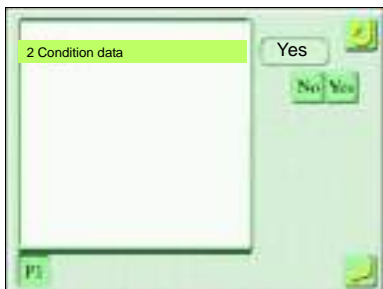 2 Condition data
Yes
No Yes
P1